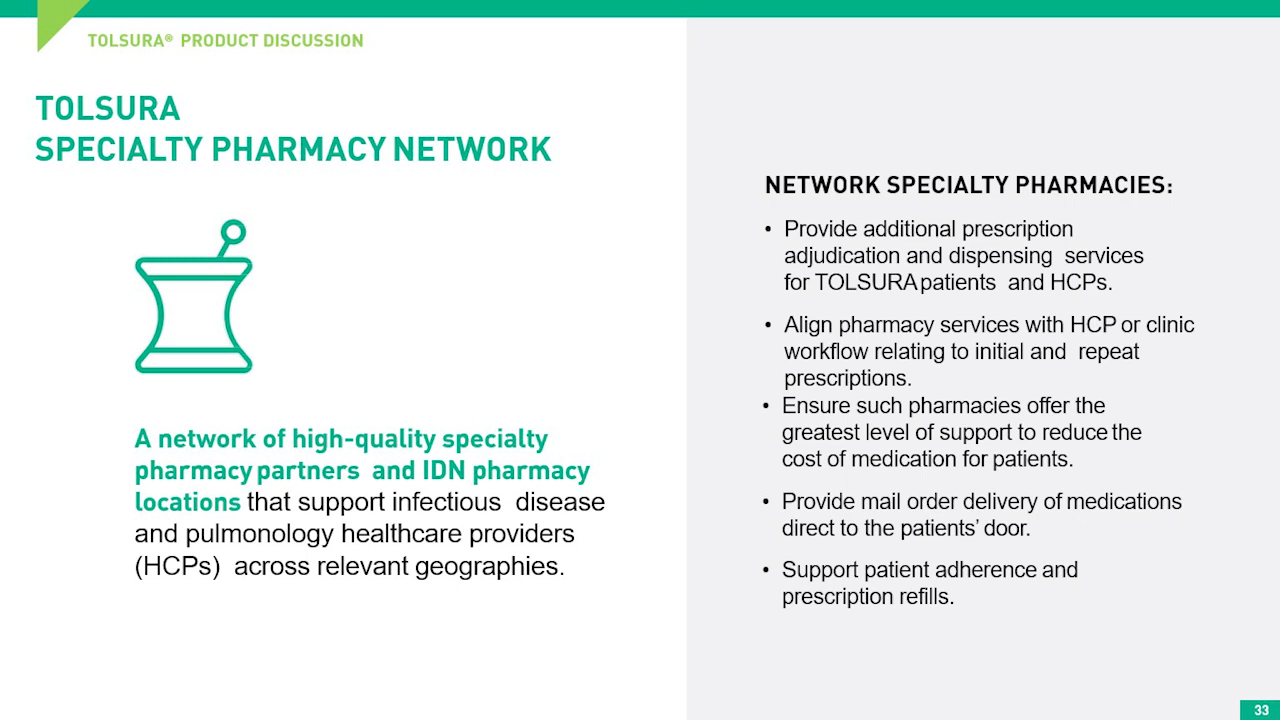 TOLSURA® PRODUCT DISCUSSION
TOLSURA
SPECIALTY PHARMACY NETWORK
A network of high-quality specialty
pharmacy partners and IDN pharmacy
locations that support infectious disease
and pulmonology healthcare providers
(HCPs) across relevant geographies.
NETWORK SPECIALTY PHARMACIES:
• Provide additional prescription
adjudication and dispensing services
for TOLSURA patients and HCPs.
• Align pharmacy services with HCP or clinic
workflow relating to initial and repeat
prescriptions.
• Ensure such pharmacies offer the
greatest level of support to reduce the
cost of medication for patients.
• Provide mail order delivery of medications
direct to the patients' door.
• Support patient adherence and
prescription refills.
33